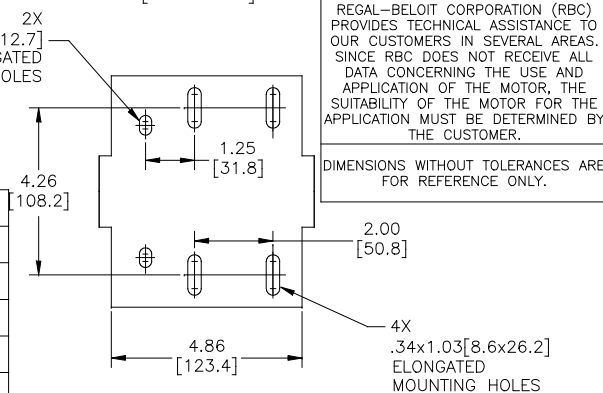 2X
12.7]
GATED
OLES
1.25
[31.8]
4.26
[108.2]
2.00
[50.8]
4.86
[123.4]
4X
.34x1.03[8.6x26.2]
ELONGATED
MOUNTING HOLES
REGAL-BELOIT CORPORATION (RBC)
PROVIDES TECHNICAL ASSISTANCE TO
OUR CUSTOMERS IN SEVERAL AREAS.
SINCE RBC DOES NOT RECEIVE ALL
DATA CONCERNING THE USE AND
APPLICATION OF THE MOTOR, THE
SUITABILITY OF THE MOTOR FOR THE
APPLICATION MUST BE DETERMINED BY
THE CUSTOMER.
DIMENSIONS WITHOUT TOLERANCES ARE
FOR REFERENCE ONLY.